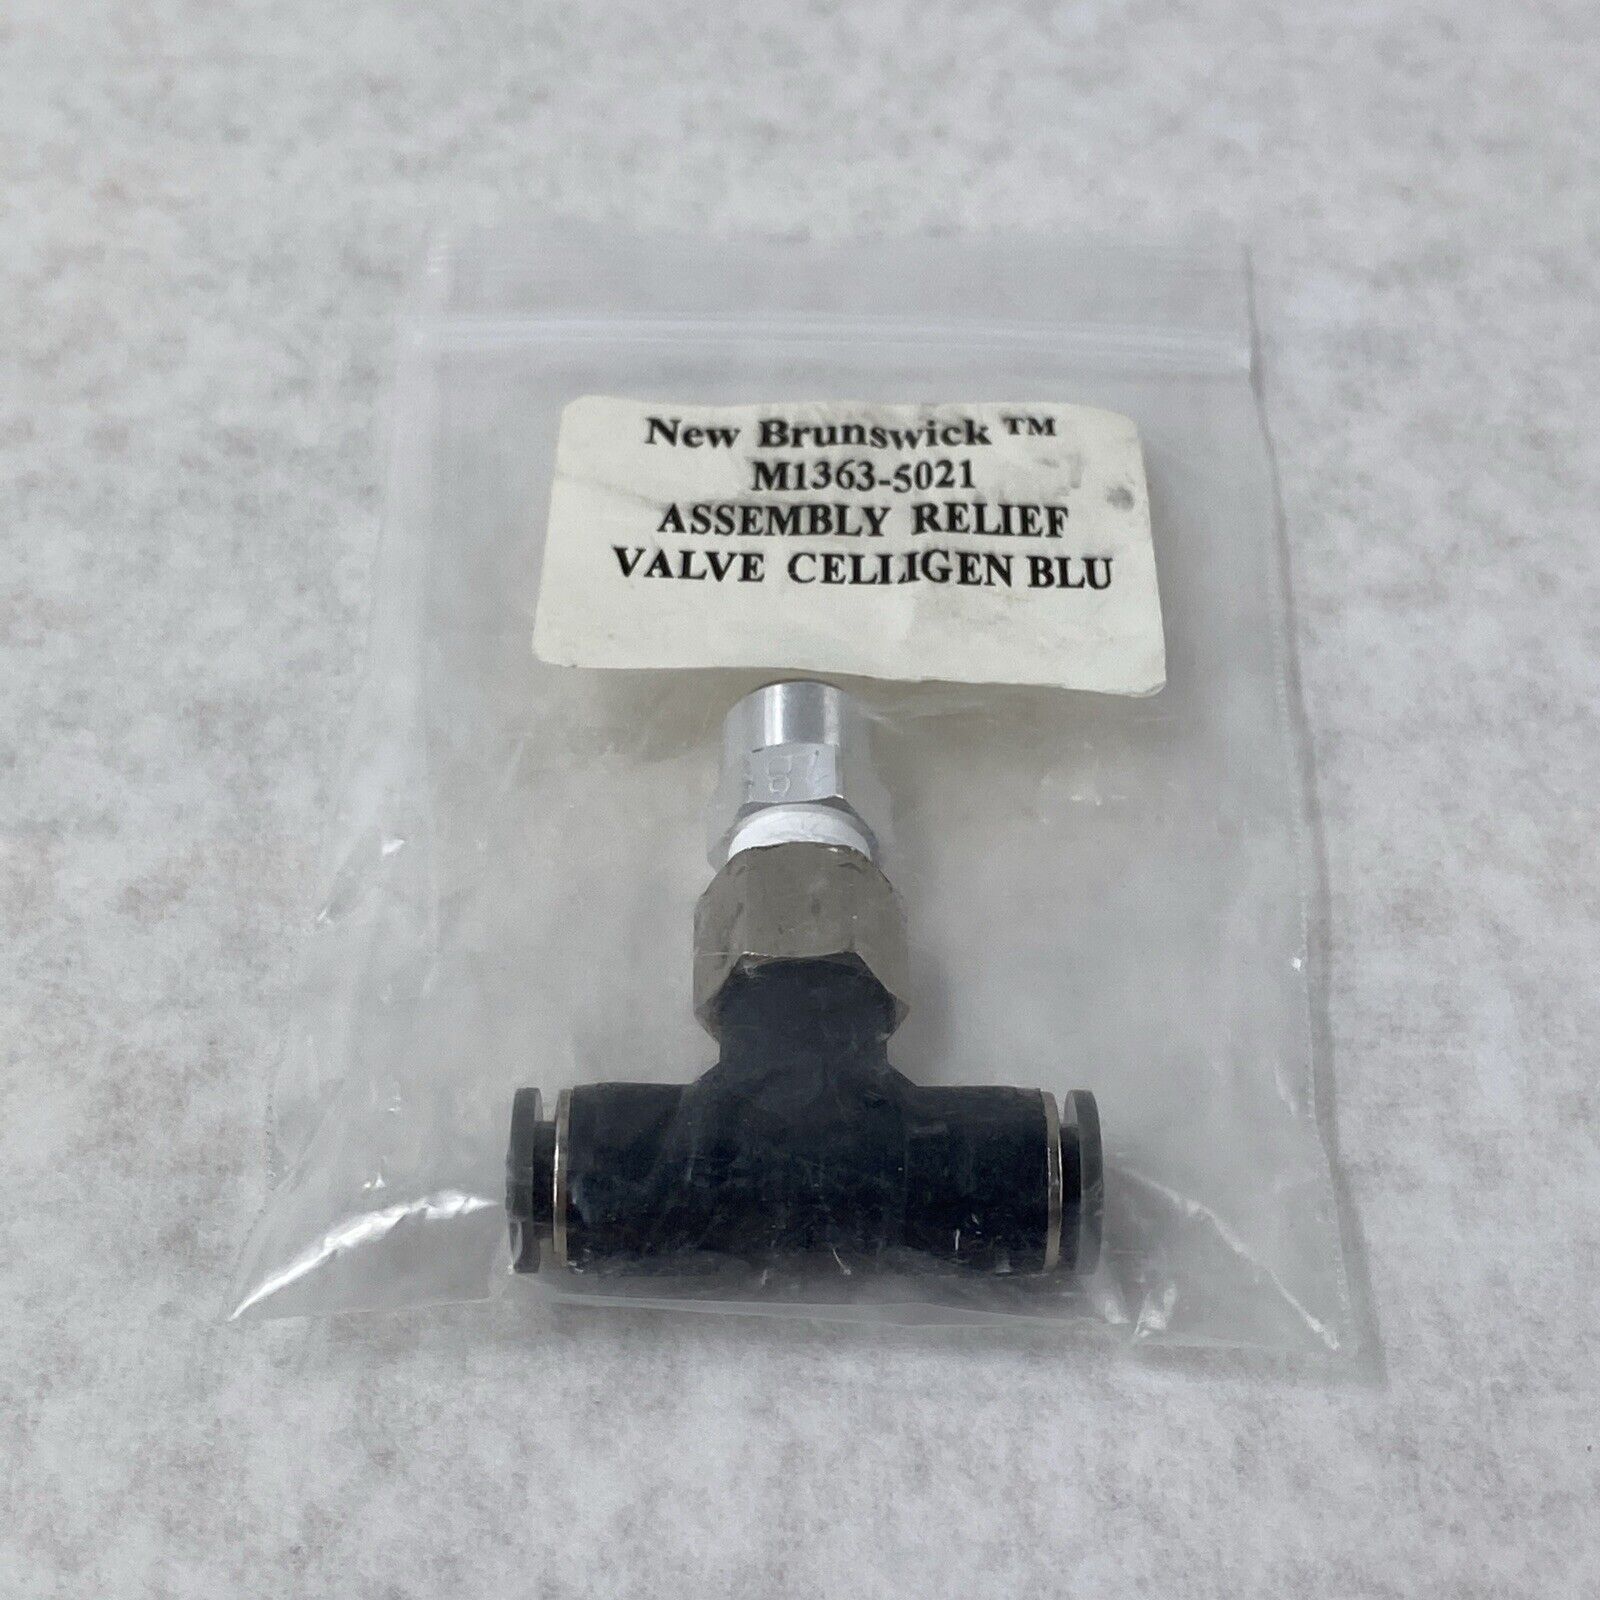 New Brunswick ™
M1363-5021
ASSEMBLY RELIEF
VALVE CELLIGEN BLU